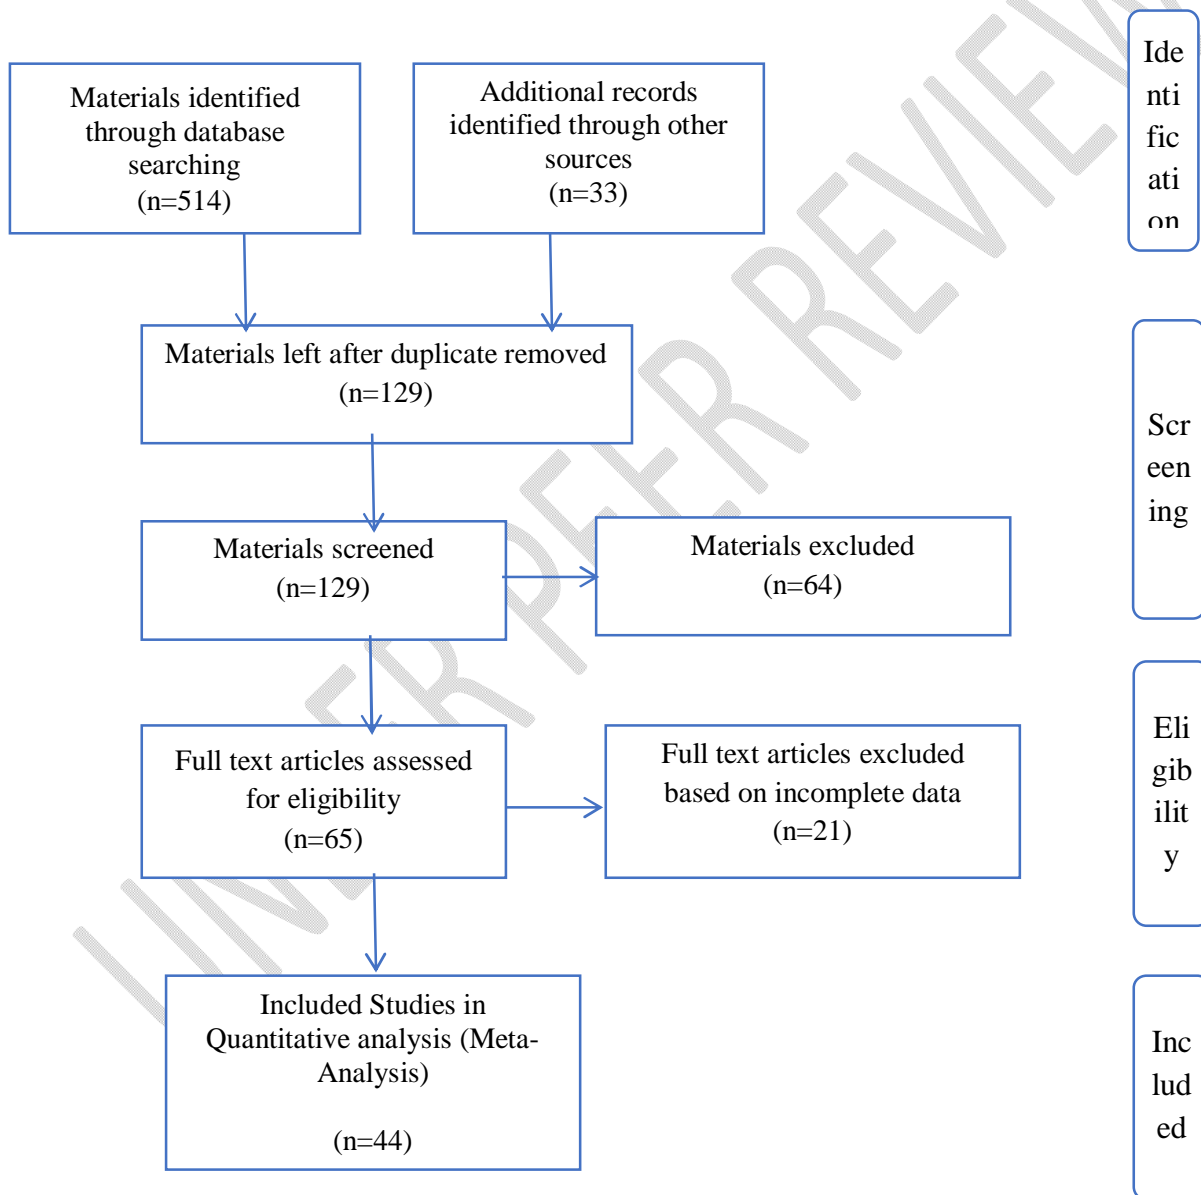 Materials identified
through database
searching
(n=514)
Additional records
identified through other
sources
(n=33)
Ide
nti
fic
ati
on
Materials left after duplicate removed
(n=129)
Scr
een
ing
Materials screened
(n=129)
Materials excluded
(n=64)
Full text articles assessed
for eligibility
(n=65)
Full text articles excluded
based on incomplete data
(n=21)
Eli
gib
ilit
y
Included Studies in
Quantitative analysis (Meta-
Analysis)
(n=44)
Inc
lud
ed
UNDER PEER REVIEW